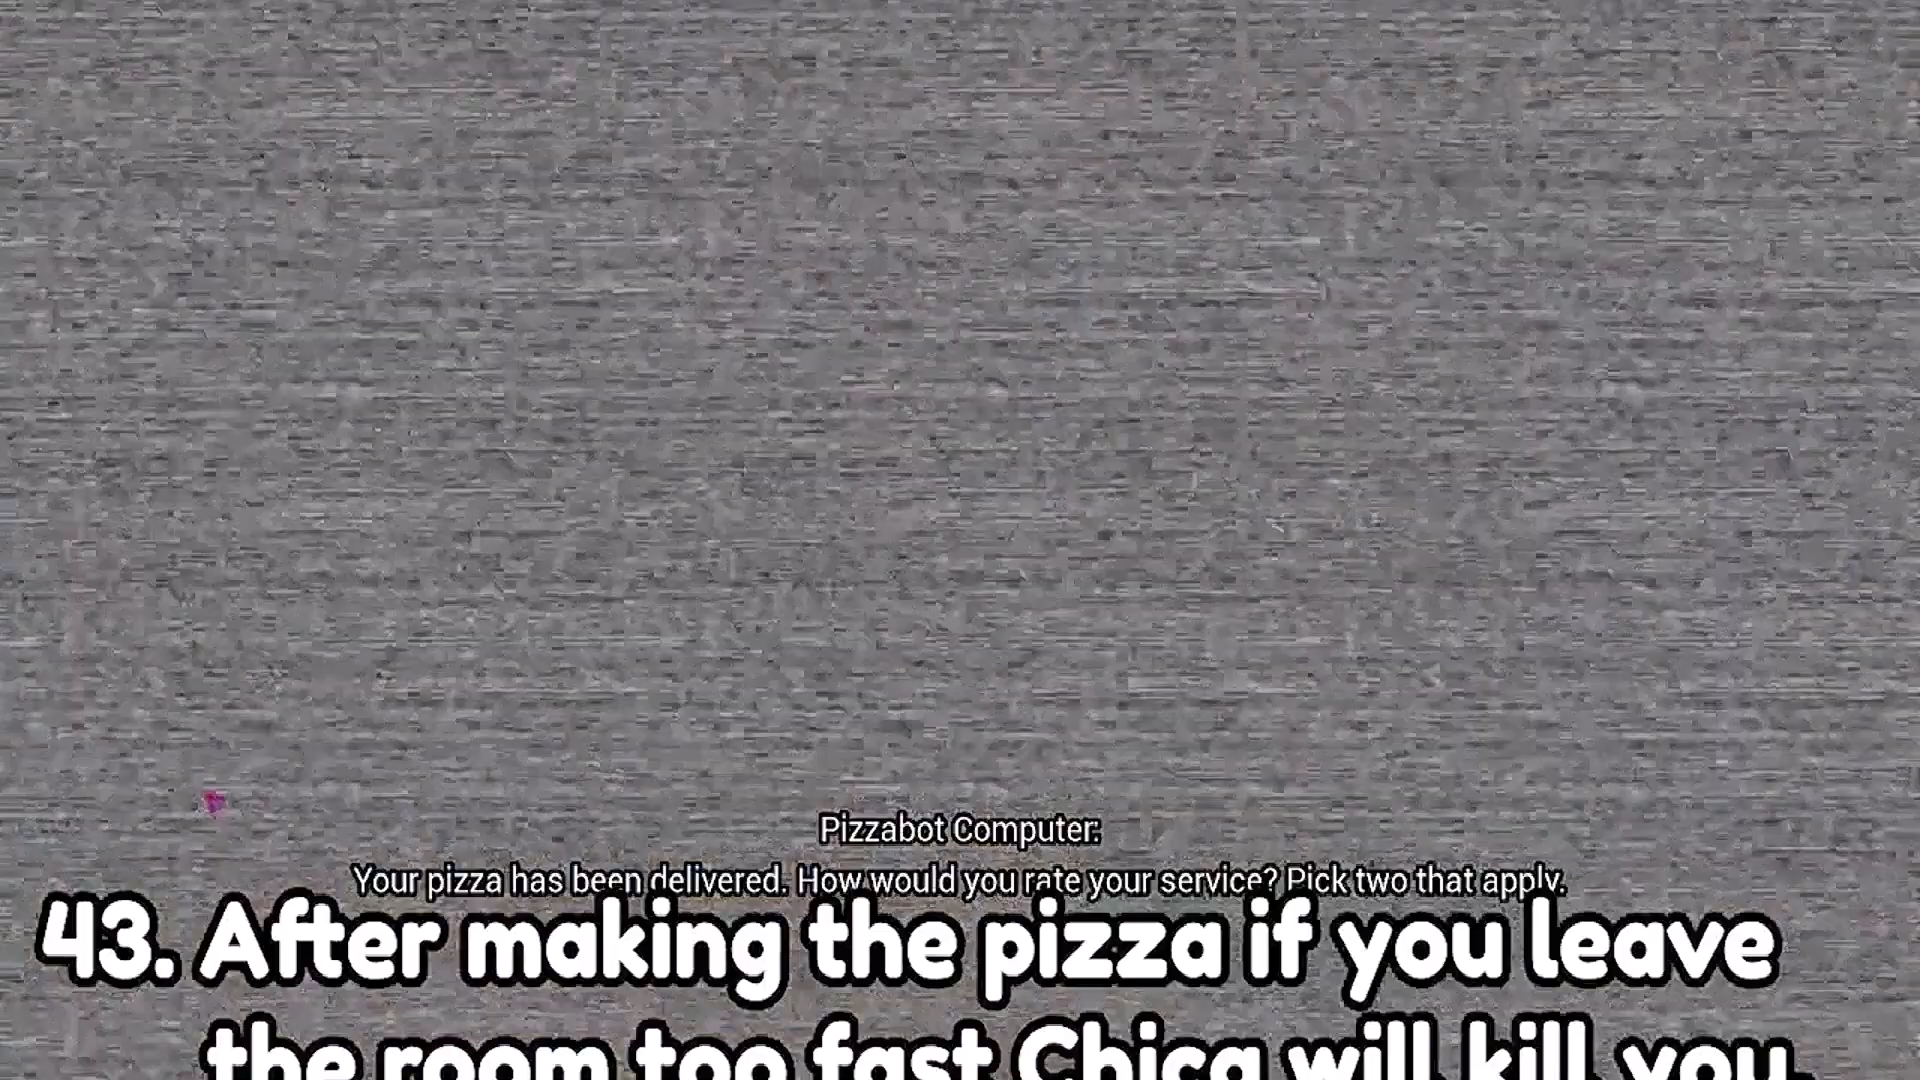 Pizzabot Computer:
Your pizza has been delivered. How would you rate your service? Pick two that apply.
43. After making the pizza if you leave
the room too fast Chica will kill you.